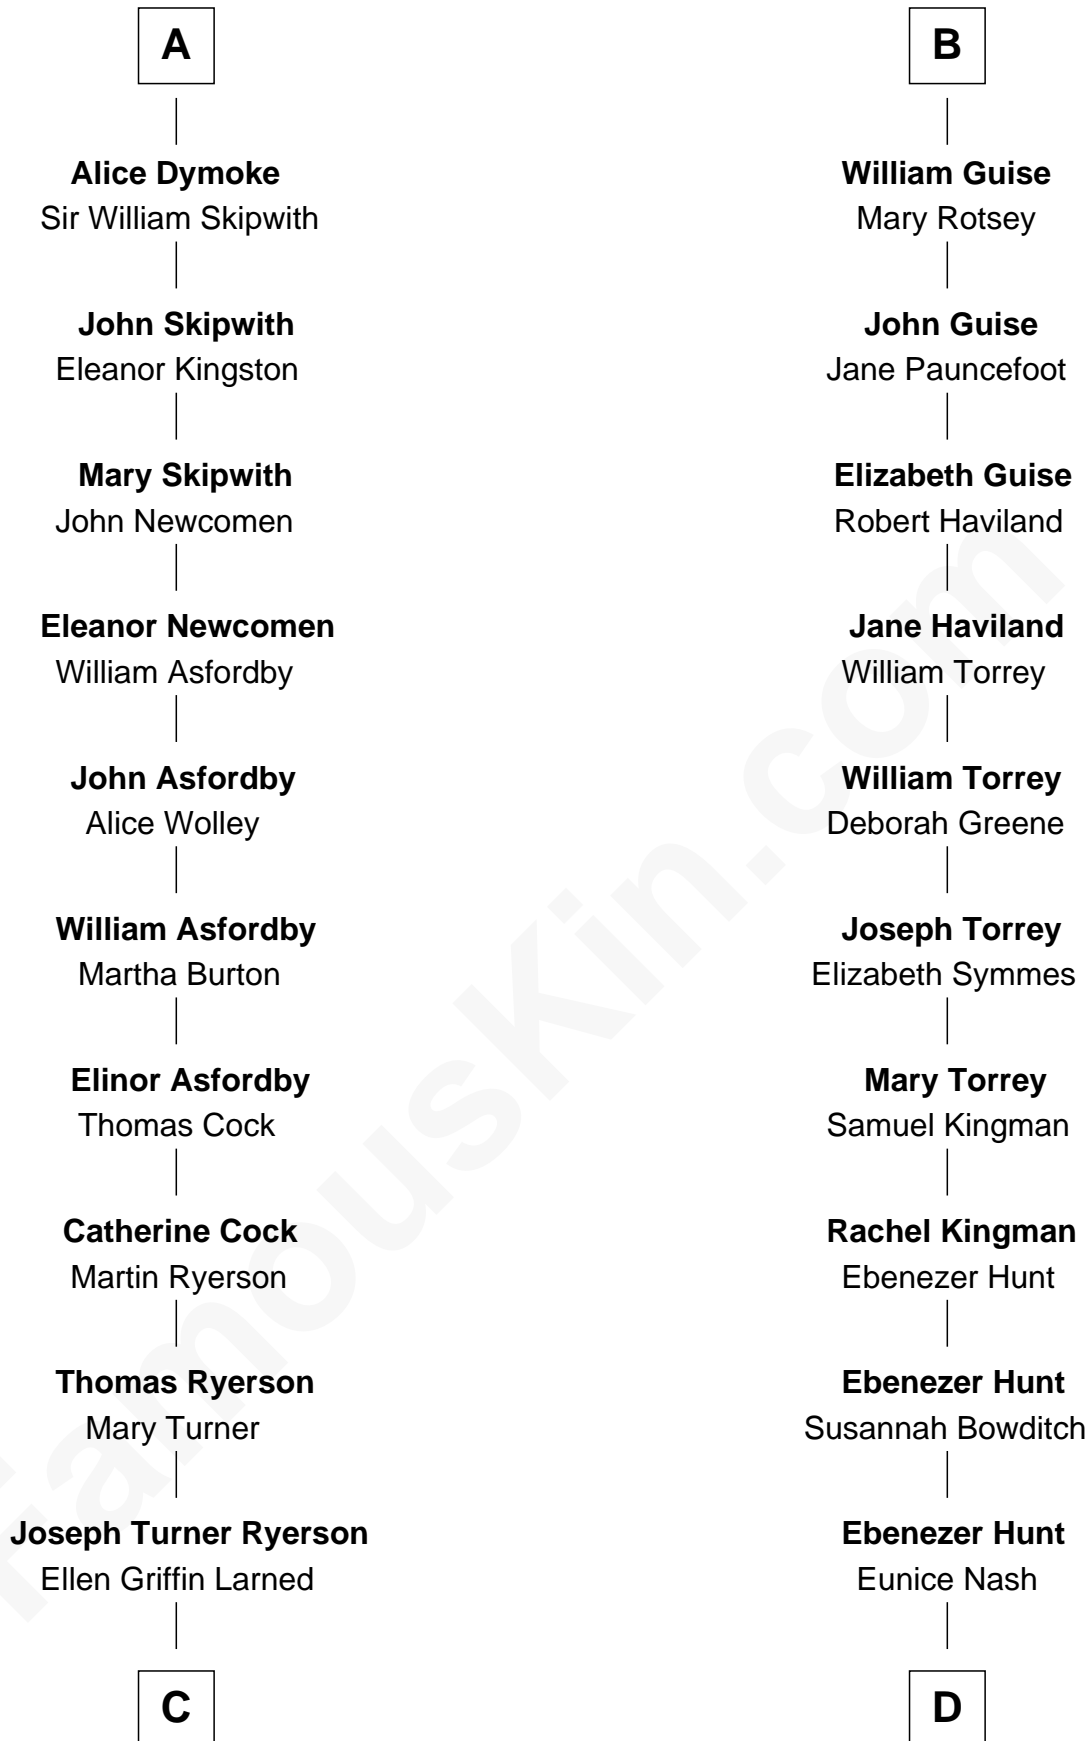 A
Alice Dymoke
Sir William Skipwith
John Skipwith
Eleanor Kingston
Mary Skipwith
John Newcomen
Eleanor Newcomen
William Asfordby
John Asfordby
Alice Wolley
William Asfordby
Martha Burton
Elinor Asfordby
Thomas Cock
Catherine Cock
Martin Ryerson
Thomas Ryerson
Mary Turner
Joseph Turner Ryerson
Ellen Griffin Larned
C
B
William Guise
Mary Rotsey
John Guise
Jane Pauncefoot
Elizabeth Guise
Robert Haviland
Jane Haviland
William Torrey
William Torrey
Deborah Greene
Joseph Torrey
Elizabeth Symmes
Mary Torrey
Samuel Kingman
Rachel Kingman
Ebenezer Hunt
Ebenezer Hunt
Susannah Bowditch
Ebenezer Hunt
Eunice Nash
D
FamousKin.com